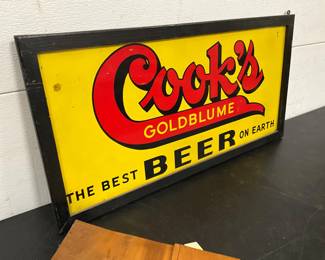 Cook's
GOLDBLUME
THE BEST BEER ON EARTH